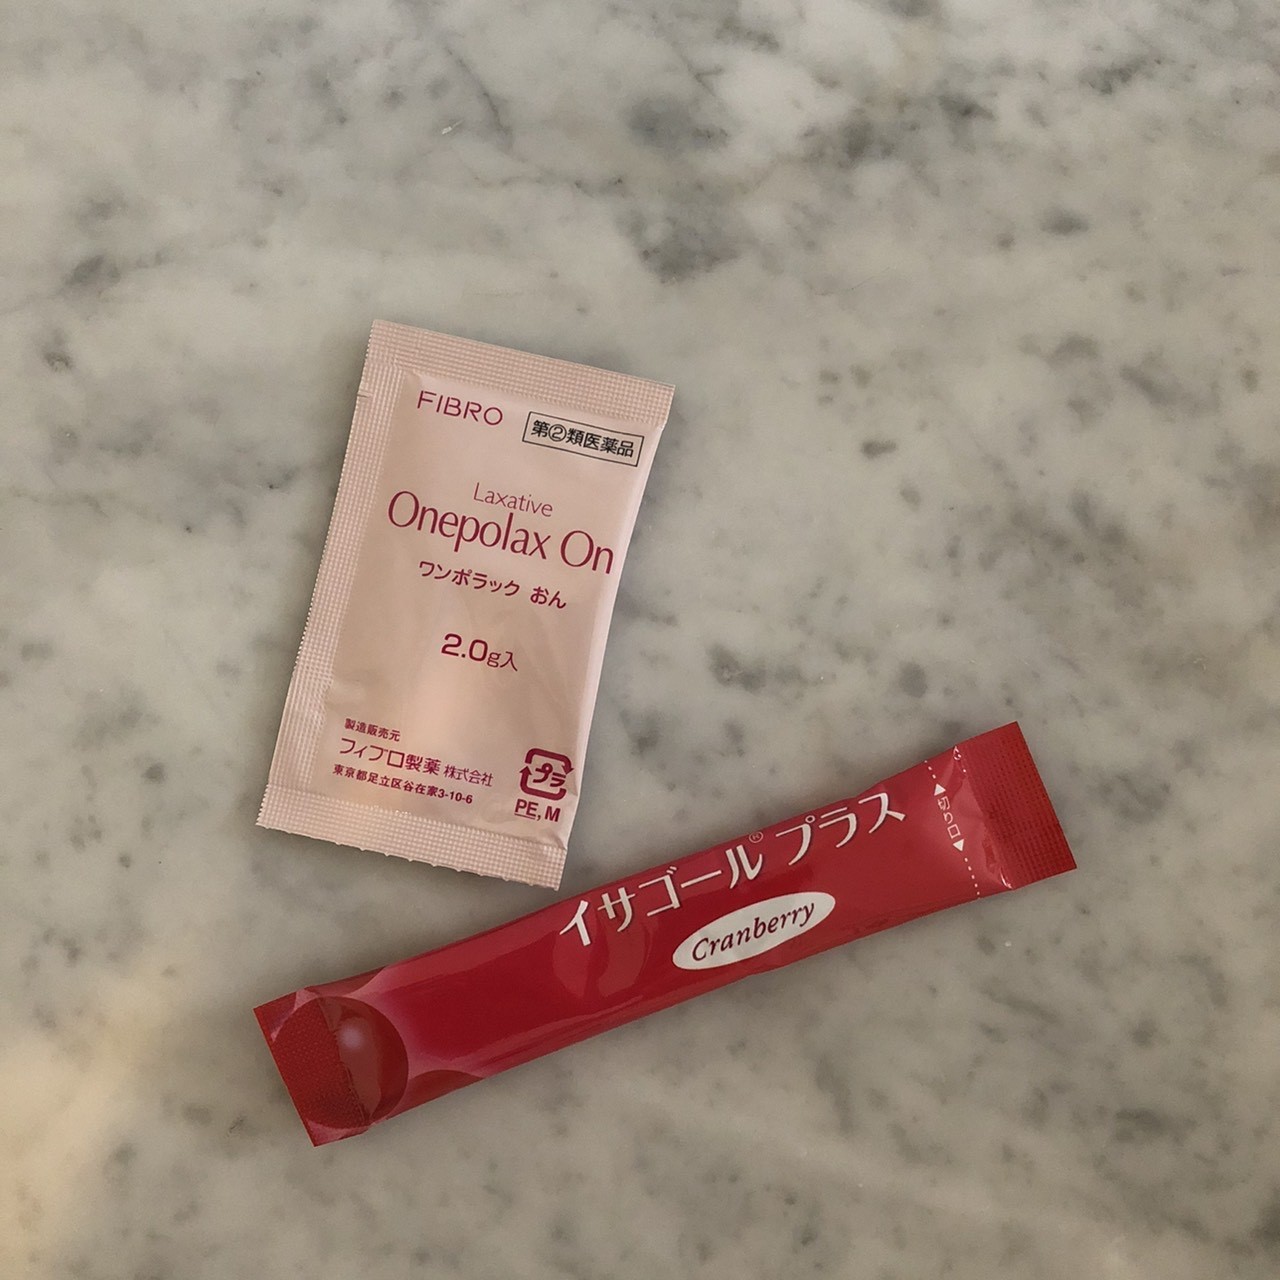 FIBRO
第②類医薬品
Laxative
Onepolax On
ワンポラック おん
2.0g入
製造販売元
フィブロ製薬 株式会社
東京都足立区谷在家3-10-6
プラ
PE, M
イサゴール® プラス
Cranberry
▲切り口▼